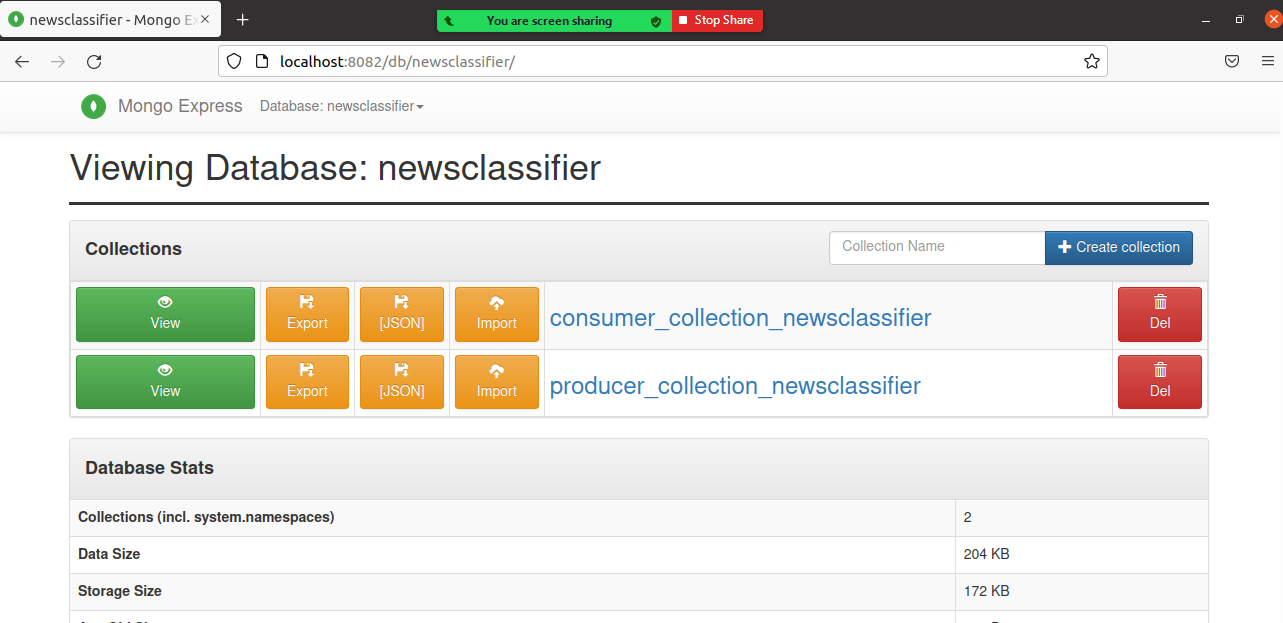 newsclassifier - Mongo Ex
You are screen sharing
Stop Share
localhost:8082/db/newsclassifier/
Mongo Express
Database: newsclassifier
Viewing Database: newsclassifier
Collections
Collection Name
Create collection
View
Export
[JSON]
Import
consumer_collection_newsclassifier
Del
View
Export
[JSON]
Import
producer_collection_newsclassifier
Del
Database Stats
Collections (incl. system.namespaces) 2
Data Size 204 KB
Storage Size 172 KB